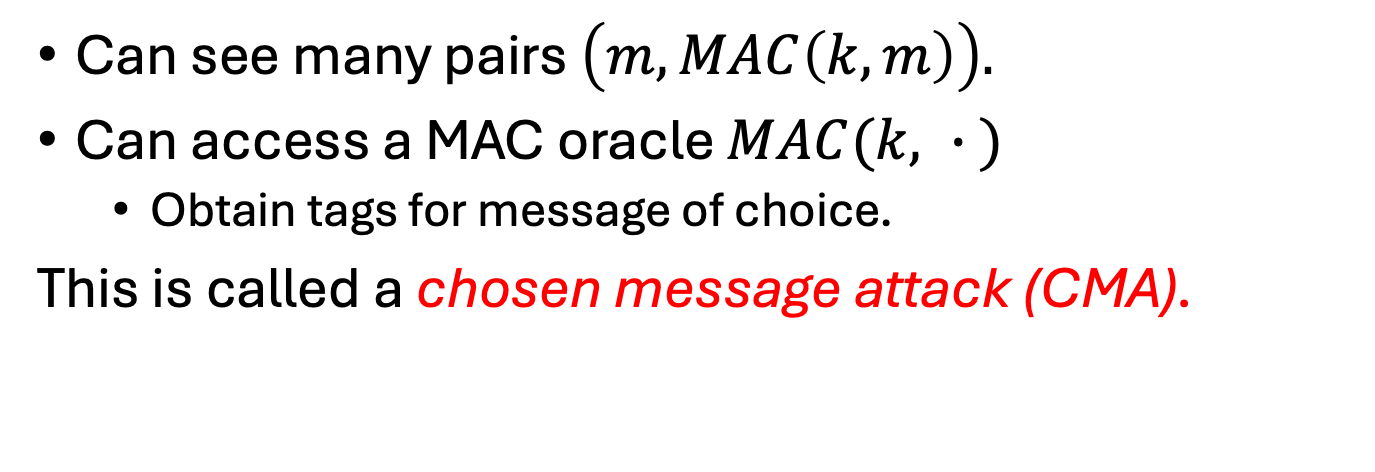 • Can see many pairs (m, MAC(k, m)).
• Can access a MAC oracle MAC(k, ·)
• Obtain tags for message of choice.
This is called a chosen message attack (CMA).